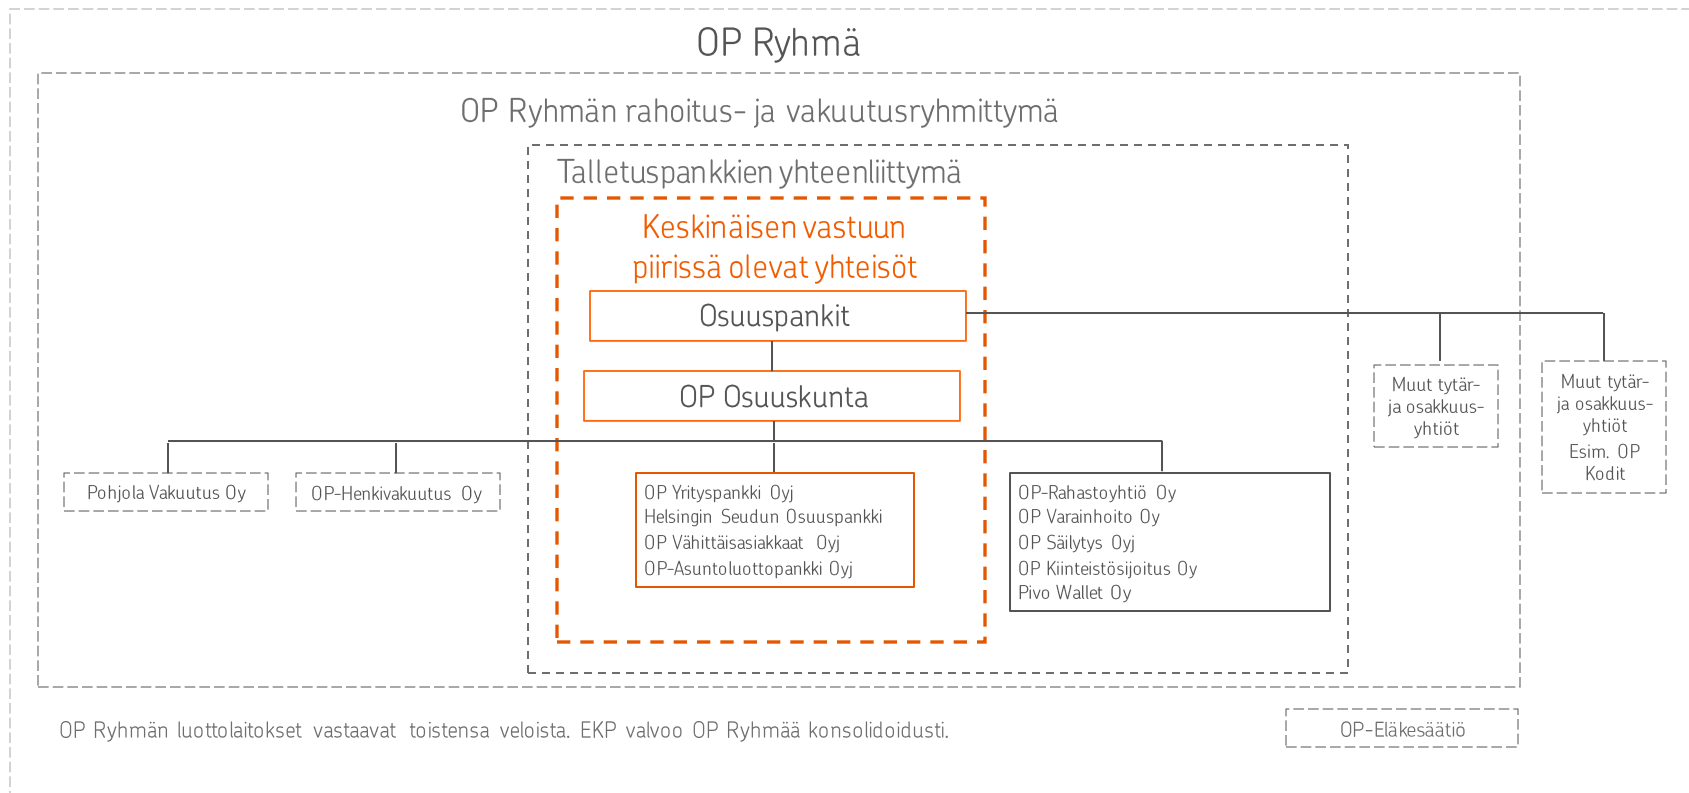 OP Ryhmä
OP Ryhmän rahoitus- ja vakuutusryhmittymä
Talletuspankkien yhteenliittymä
Keskinäisen vastuun
piirissä olevat yhteisöt
Osuuspankit
OP Osuuskunta
Muut tytär-
ja osakkuus-
yhtiöt
Muut tytär-
ja osakkuus-
yhtiöt
Esim. OP
Kodit
Pohjola Vakuutus Oy
OP-Henkivakuutus Oy
OP Yrityspankki Oyj
Helsingin Seudun Osuuspankki
OP Vähittäisasiakkaat Oyj
OP-Asuntoluottopankki Oyj
OP-Rahastoyhtiö Oy
OP Varainhoito Oy
OP Säilytys Oyj
OP Kiinteistösijoitus Oy
Pivo Wallet Oy
OP Ryhmän luottolaitokset vastaavat toistensa veloista. EKP valvoo OP Ryhmää konsolidoidusti.
OP-Eläkesäätiö